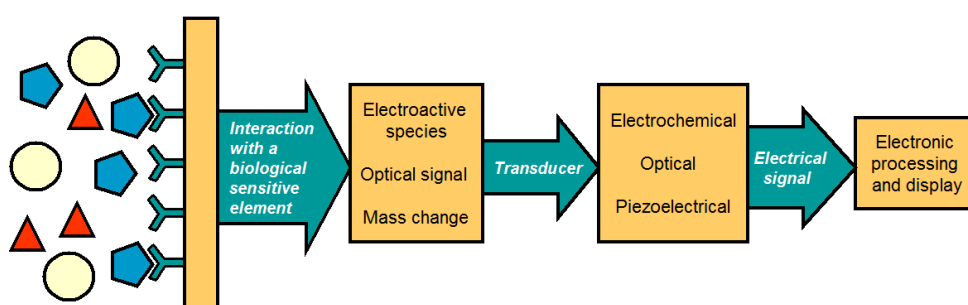 Interaction
with a
biological
sensitive
element
Electroactive
species
Optical signal
Mass change
Transducer
Electrochemical
Optical
Piezoelectrical
Electrical
signal
Electronic
processing
and display